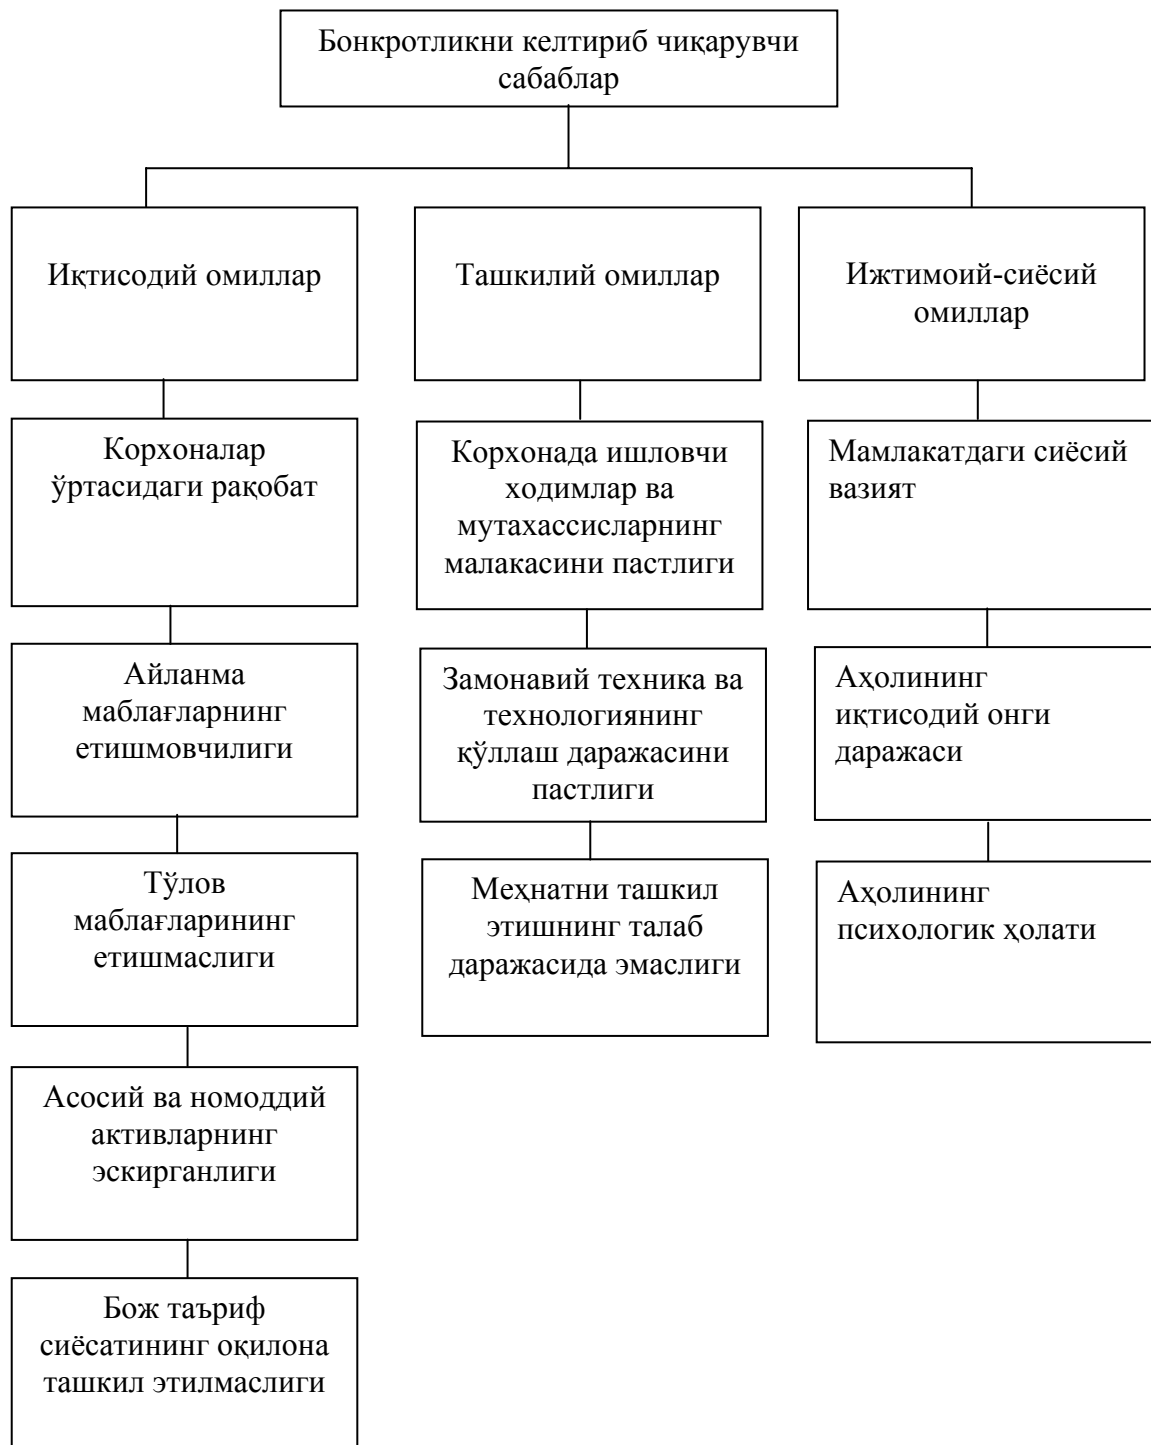 Бонкротликни келтириб чиқарувчи
сабаблар
Иқтисодий омиллар
Ташкилий омиллар
Ижтимоий-сиёсий
омиллар
Корхоналар
ўртасидаги рақобат
Корхонада ишловчи
ходимлар ва
мутахассисларнинг
малакасини пастлиги
Мамлакатдаги сиёсий
вазият
Айланма
маблағларнинг
етишмовчилиги
Замонавий техника ва
технологиянинг
қўллаш даражасини
пастлиги
Аҳолининг
иқтисодий онги
даражаси
Тўлов
маблағларининг
етишмаслиги
Меҳнатни ташкил
этишнинг талаб
даражасида эмаслиги
Аҳолининг
психологик ҳолати
Асосий ва номоддий
активларнинг
эскирганлиги
Бож таъриф
сиёсатининг оқилона
ташкил этилмаслиги